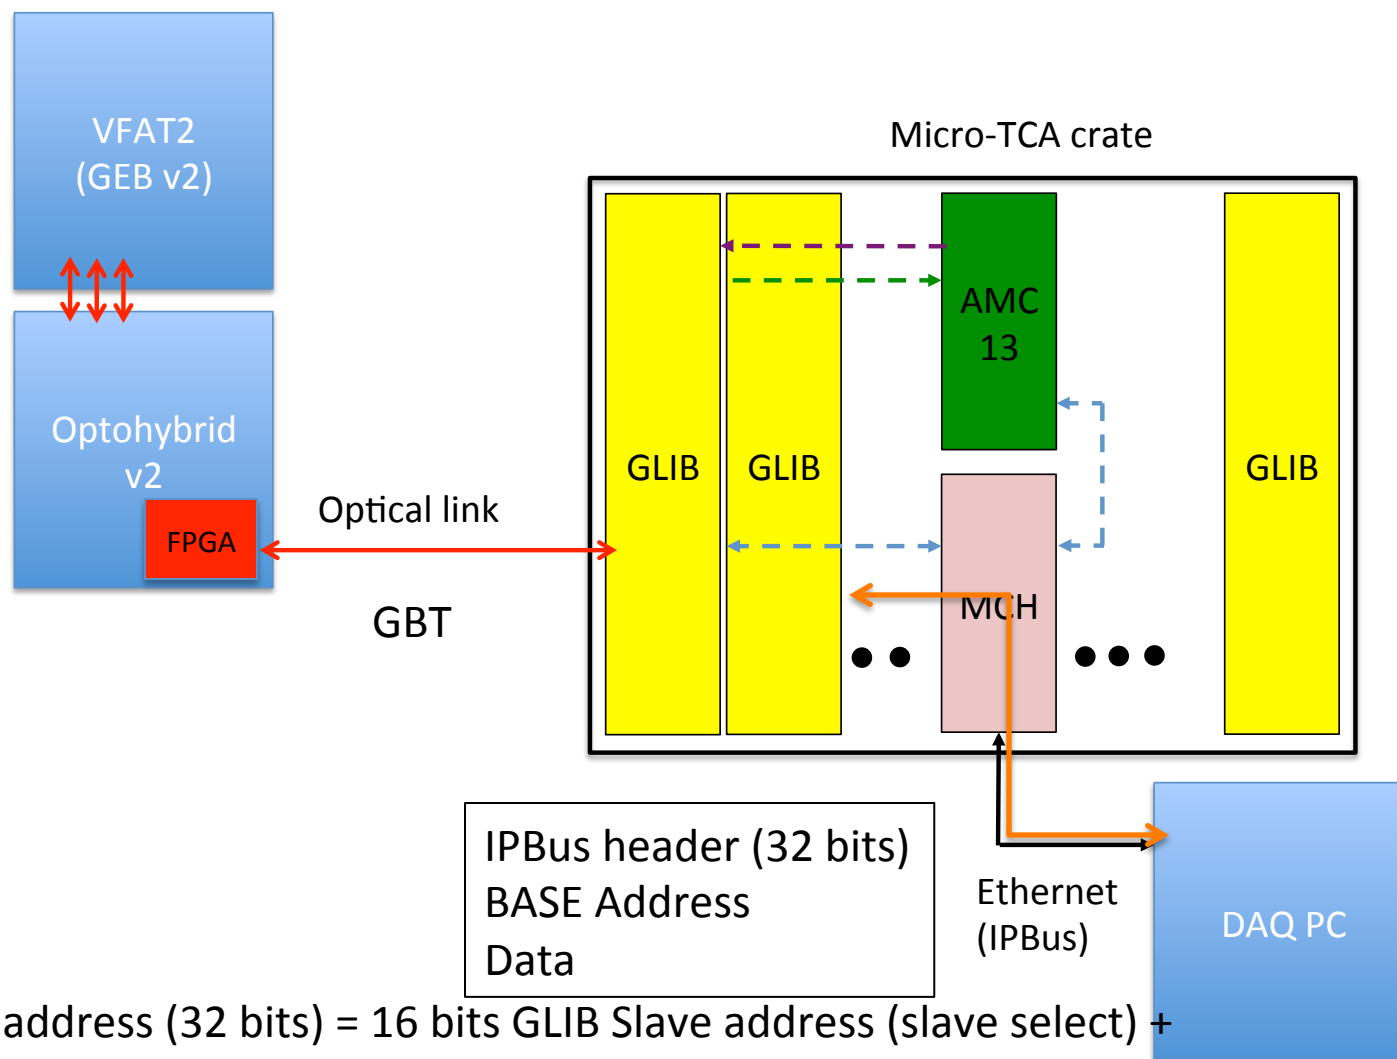 VFAT2
(GEB v2)
Micro-TCA crate
AMC
13
Optohybrid
v2
FPGA
Optical link
GBT
GLIB
GLIB
GLIB
MCH
IPBus header (32 bits)
BASE Address
Data
Ethernet
(IPBus)
DAQ PC
address (32 bits) = 16 bits GLIB Slave address (slave select) +